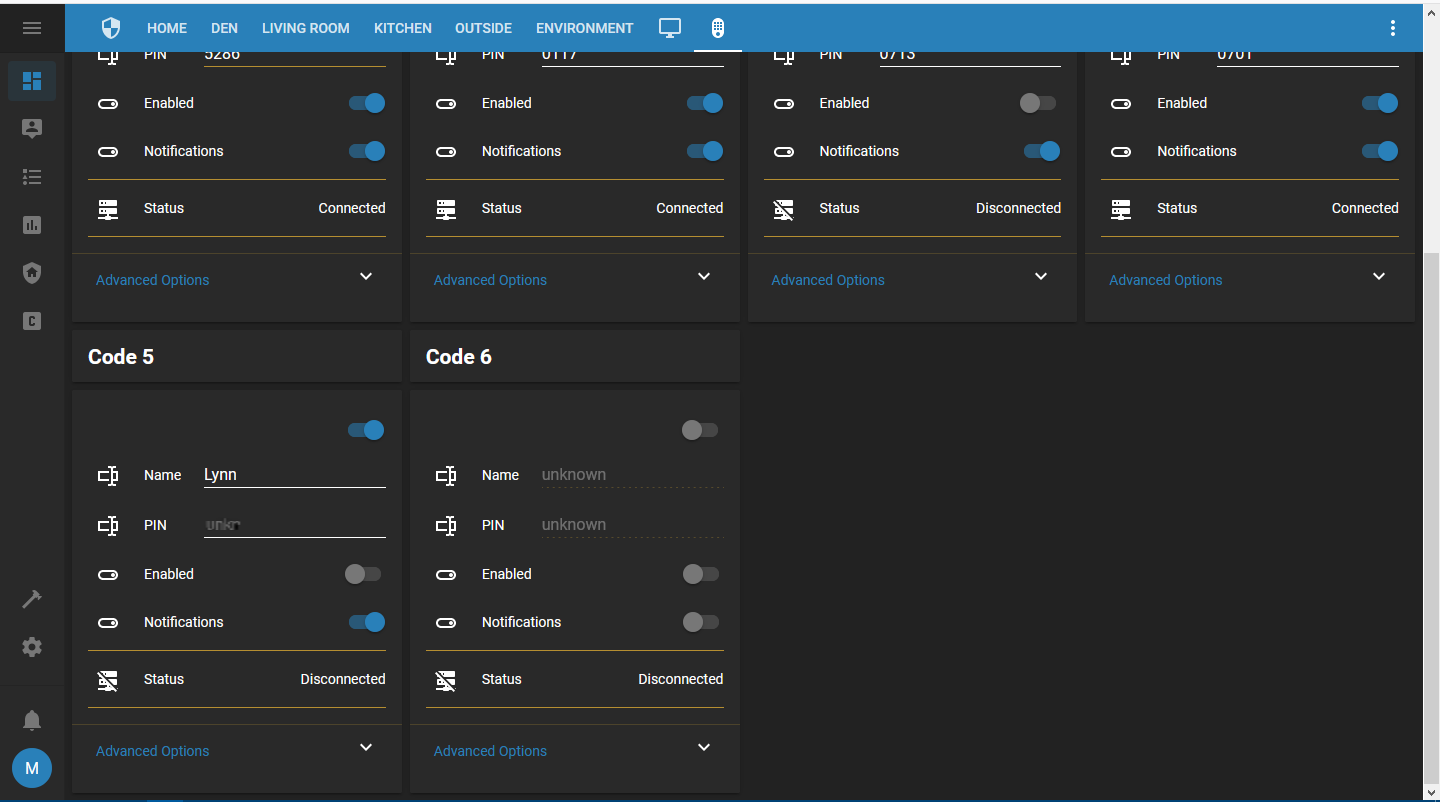 HOME DEN LIVING ROOM KITCHEN OUTSIDE ENVIRONMENT
PIN 5286 PIN 0117 PIN 0713 PIN 0701
Enabled Enabled Enabled Enabled
Notifications Notifications Notifications Notifications
Status Connected Status Connected Status Disconnected Status Connected
Advanced Options Advanced Options Advanced Options Advanced Options
C
Code 5 Code 6
Name Lynn Name unknown
PIN PIN unknown
Enabled Enabled
Notifications Notifications
Status Disconnected Status Disconnected
Advanced Options Advanced Options
M